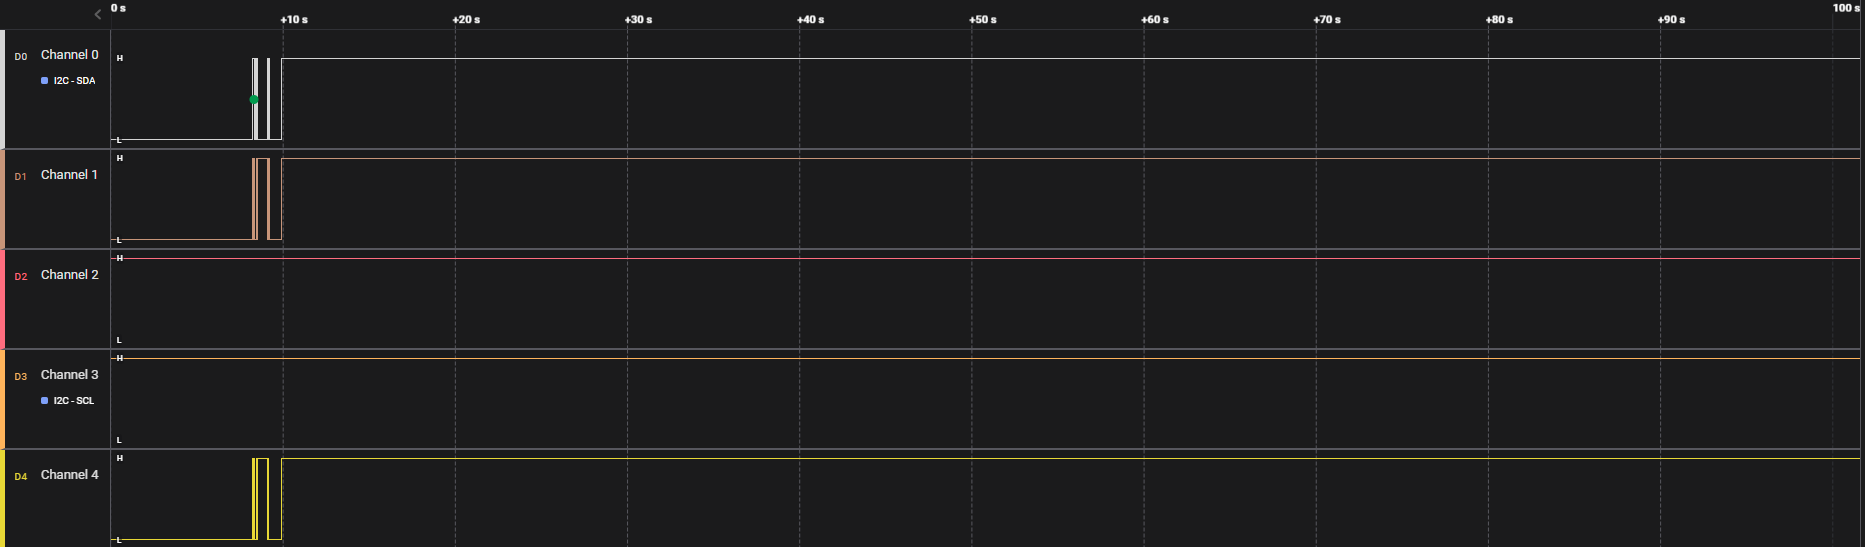 0 s
+10 s
+20 s
+30 s
+40 s
+50 s
+60 s
+70 s
+80 s
+90 s
100 s
D0 Channel 0
I2C - SDA
H
L
D1 Channel 1
H
L
D2 Channel 2
H
L
D3 Channel 3
I2C - SCL
H
L
D4 Channel 4
H
L